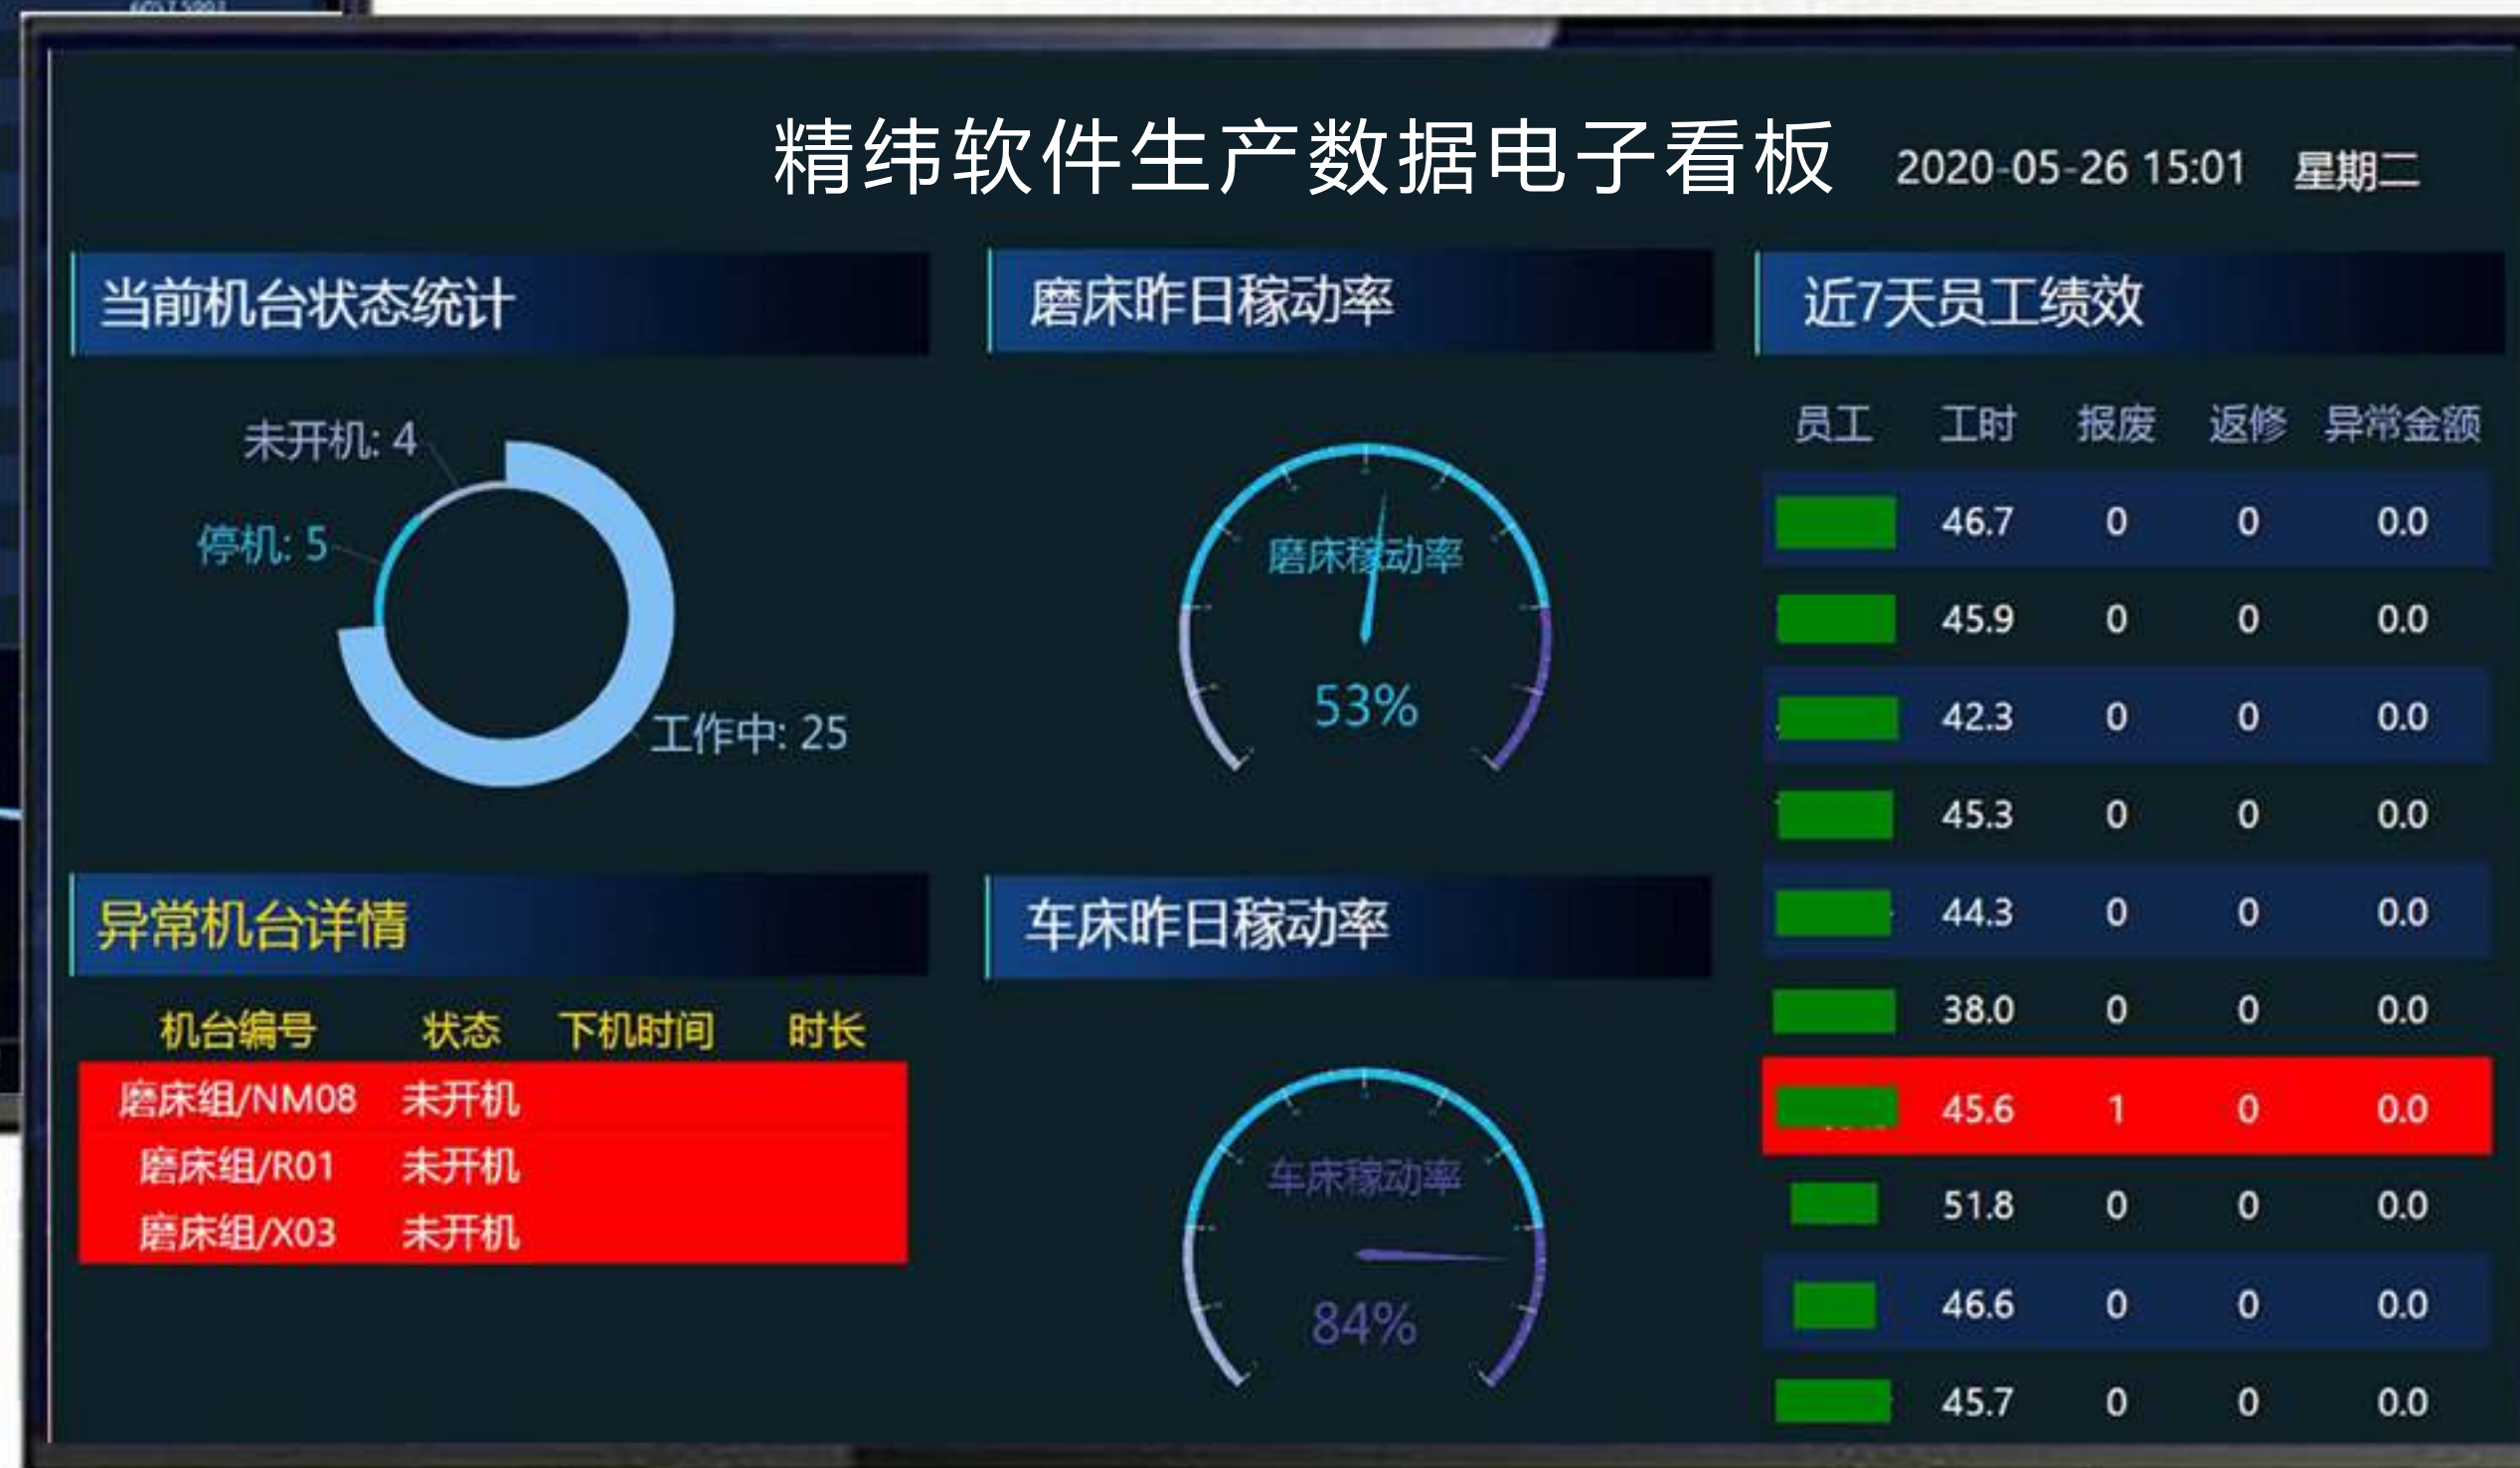 精纬软件生产数据电子看板
2020-05-26 15:01 星期二
当前机台状态统计
未开机: 4
停机: 5
工作中: 25
异常机台详情
机台编号 状态 下机时间 时长
磨床组/NM08 未开机
磨床组/R01 未开机
磨床组/X03 未开机
磨床昨日稼动率
磨床稼动率
53%
车床昨日稼动率
车床稼动率
84%
近7天员工绩效
员工 工时 报废 返修 异常金额
46.7 0 0 0.0
45.9 0 0 0.0
42.3 0 0 0.0
45.3 0 0 0.0
44.3 0 0 0.0
38.0 0 0 0.0
45.6 1 0 0.0
51.8 0 0 0.0
46.6 0 0 0.0
45.7 0 0 0.0